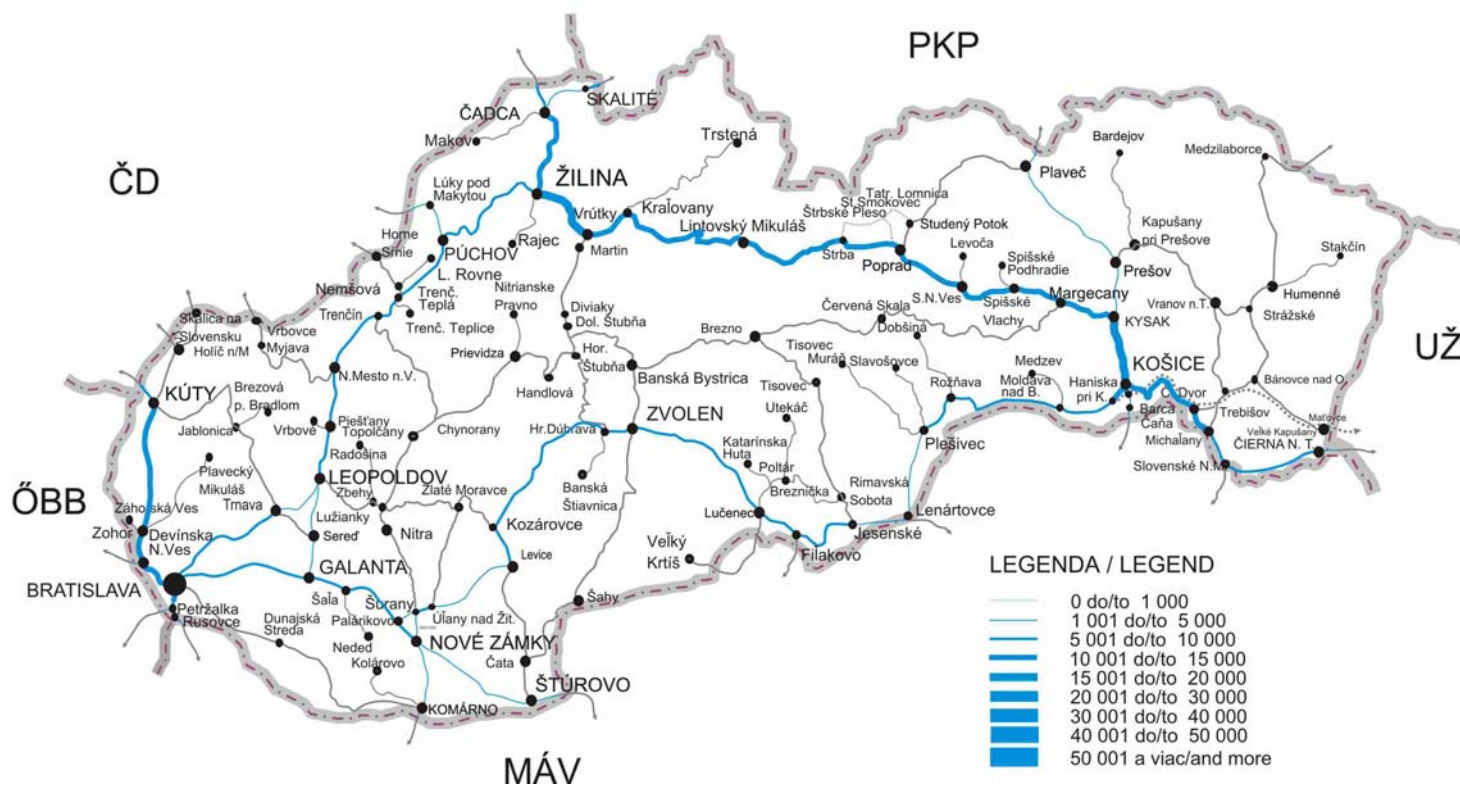 PKP
ČD
ŐBB
MÁV
UŽ
SKALITÉ
ČADCA
Makov
Trstená
Bardejov
Medzilaborce
Plaveč
ŽILINA
Lúky pod
Makytou
Vrútky
Kraľovany
Tatr. Lomnica
St.Smokovec
Štrbské Pleso
Studený Potok
Kapušany
pri Prešove
Liptovský Mikuláš
Stakčín
Horne
Srnie
PÚCHOV
Rajec
Martin
Strba
Poprad
Levoča
Spišské
Podhradie
Prešov
L. Rovne
Nemšová
Trenč.
Teplá
Nitrianske
Pravno
S.N.Ves
Spišské
Vlachy
Margecany
Vranov n.T.
Humenné
Strážské
Trenčín
Trenč. Teplice
Diviaky
Dol. Štubňa
Červená Skala
Dobšiná
KYSAK
Skalica na
Slovensku
Holíč n/M
Vrbovce
Myjava
Prievidza
Hor.
Štubňa
Brezno
Tisovec
Muráň
Slavošovce
Medzev
Moldava
nad B.
Haniska
pri K.
KOŠICE
Bánovce nad O.
N.Mesto n.V.
Handlová
Banská Bystrica
Tisovec
Rožňava
Č. Dvor
Trebišov
KÚTY
Brezová
p. Bradlom
Jablonica
Vrbové
Piešťany
Topolčany
Radošina
Chynorany
Hr.Dúbrava
ZVOLEN
Utekáč
Katarínska
Huta
Poltár
Breznička
Plešivec
Barca
Čaňa
Michaľany
Maťovce
Veľké Kapušany
ČIERNA N. T.
Slovenské N.M.
Plavecký
Mikuláš
LEOPOLDOV
Zbehy
Zlaté Moravce
Banská
Štiavnica
Rimavská
Sobota
Záhorská Ves
Trnava
Lužianky
Zohor
Devínska
N.Ves
Sereď
Nitra
Kozárovce
Lučenec
Jesenské
Lenártovce
Levice
Veľký
Krtíš
Filakovo
BRATISLAVA
GALANTA
Šaľa
Šurany
Palárikovo
Úľany nad Žit.
Šahy
Petržalka
Rusovce
Dunajská
Streda
Neded
Kolárovo
NOVÉ ZÁMKY
Čata
ŠTÚROVO
KOMÁRNO
LEGENDA / LEGEND
0 do/to 1 000
1 001 do/to 5 000
5 001 do/to 10 000
10 001 do/to 15 000
15 001 do/to 20 000
20 001 do/to 30 000
30 001 do/to 40 000
40 001 do/to 50 000
50 001 a viac/and more